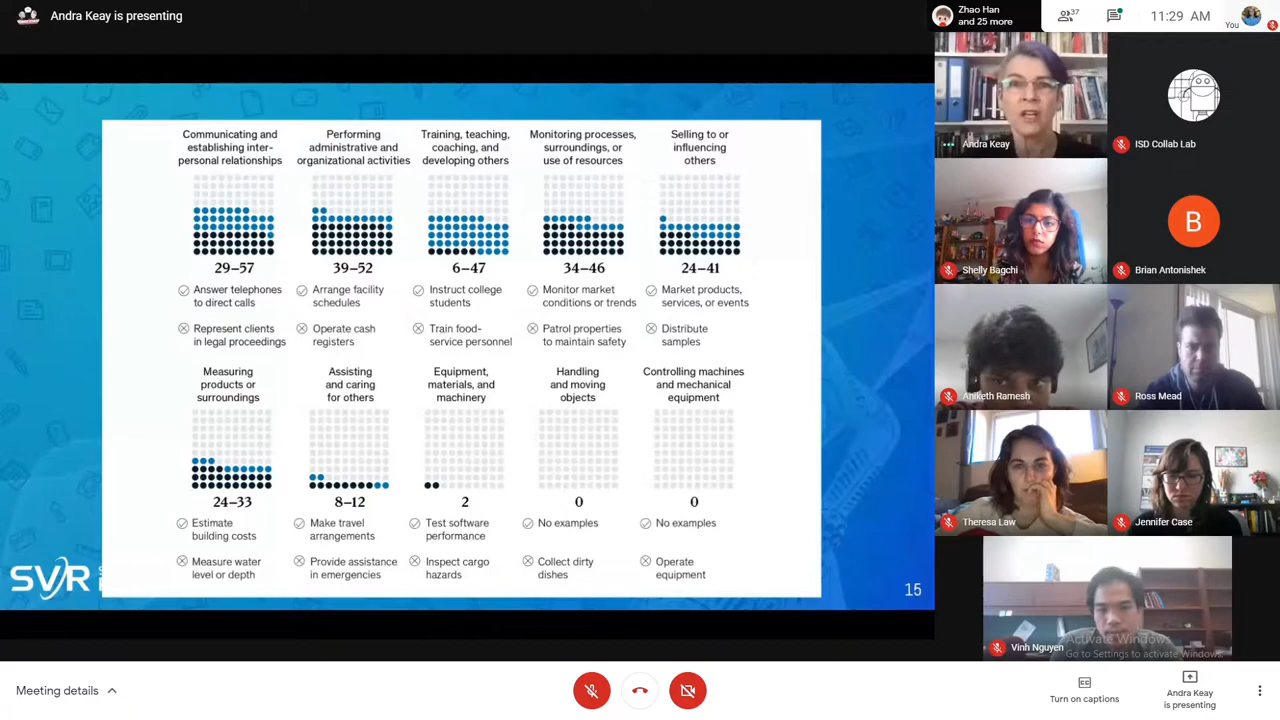 Andra Keay is presenting
Zhao Han
and 25 more
37
11:29 AM
You
Communicating and
establishing inter-
personal relationships
29–57
Answer telephones
to direct calls
Represent clients
in legal proceedings
Performing
administrative and
organizational activities
39–52
Arrange facility
schedules
Operate cash
registers
Training, teaching,
coaching, and
developing others
6–47
Instruct college
students
Train food-
service personnel
Monitoring processes,
surroundings, or
use of resources
34–46
Monitor market
conditions or trends
Patrol properties
to maintain safety
Selling to or
influencing
others
24–41
Market products,
services, or events
Distribute
samples
Measuring
products or
surroundings
24–33
Estimate
building costs
Measure water
level or depth
Assisting
and caring
for others
8–12
Make travel
arrangements
Provide assistance
in emergencies
Equipment,
materials, and
machinery
2
Test software
performance
Inspect cargo
hazards
Handling
and moving
objects
0
No examples
Collect dirty
dishes
Controlling machines
and mechanical
equipment
0
No examples
Operate
equipment
SVR
15
Andra Keay
ISD Collab Lab
Shelly Bagchi
B
Brian Antonishek
Aniketh Ramesh
Ross Mead
Theresa Law
Jennifer Case
Vinh Nguyen
Activate Windows
Go to Settings to activate Windows.
Meeting details
CC
Turn on captions
Andra Keay
is presenting